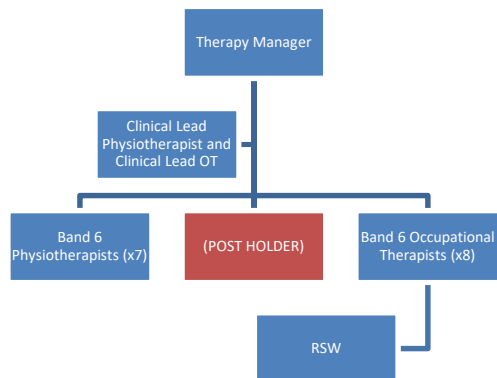 Therapy Manager
Clinical Lead
Physiotherapist and
Clinical Lead OT
Band 6
Physiotherapists (x7)
(POST HOLDER)
Band 6 Occupational
Therapists (x8)
RSW